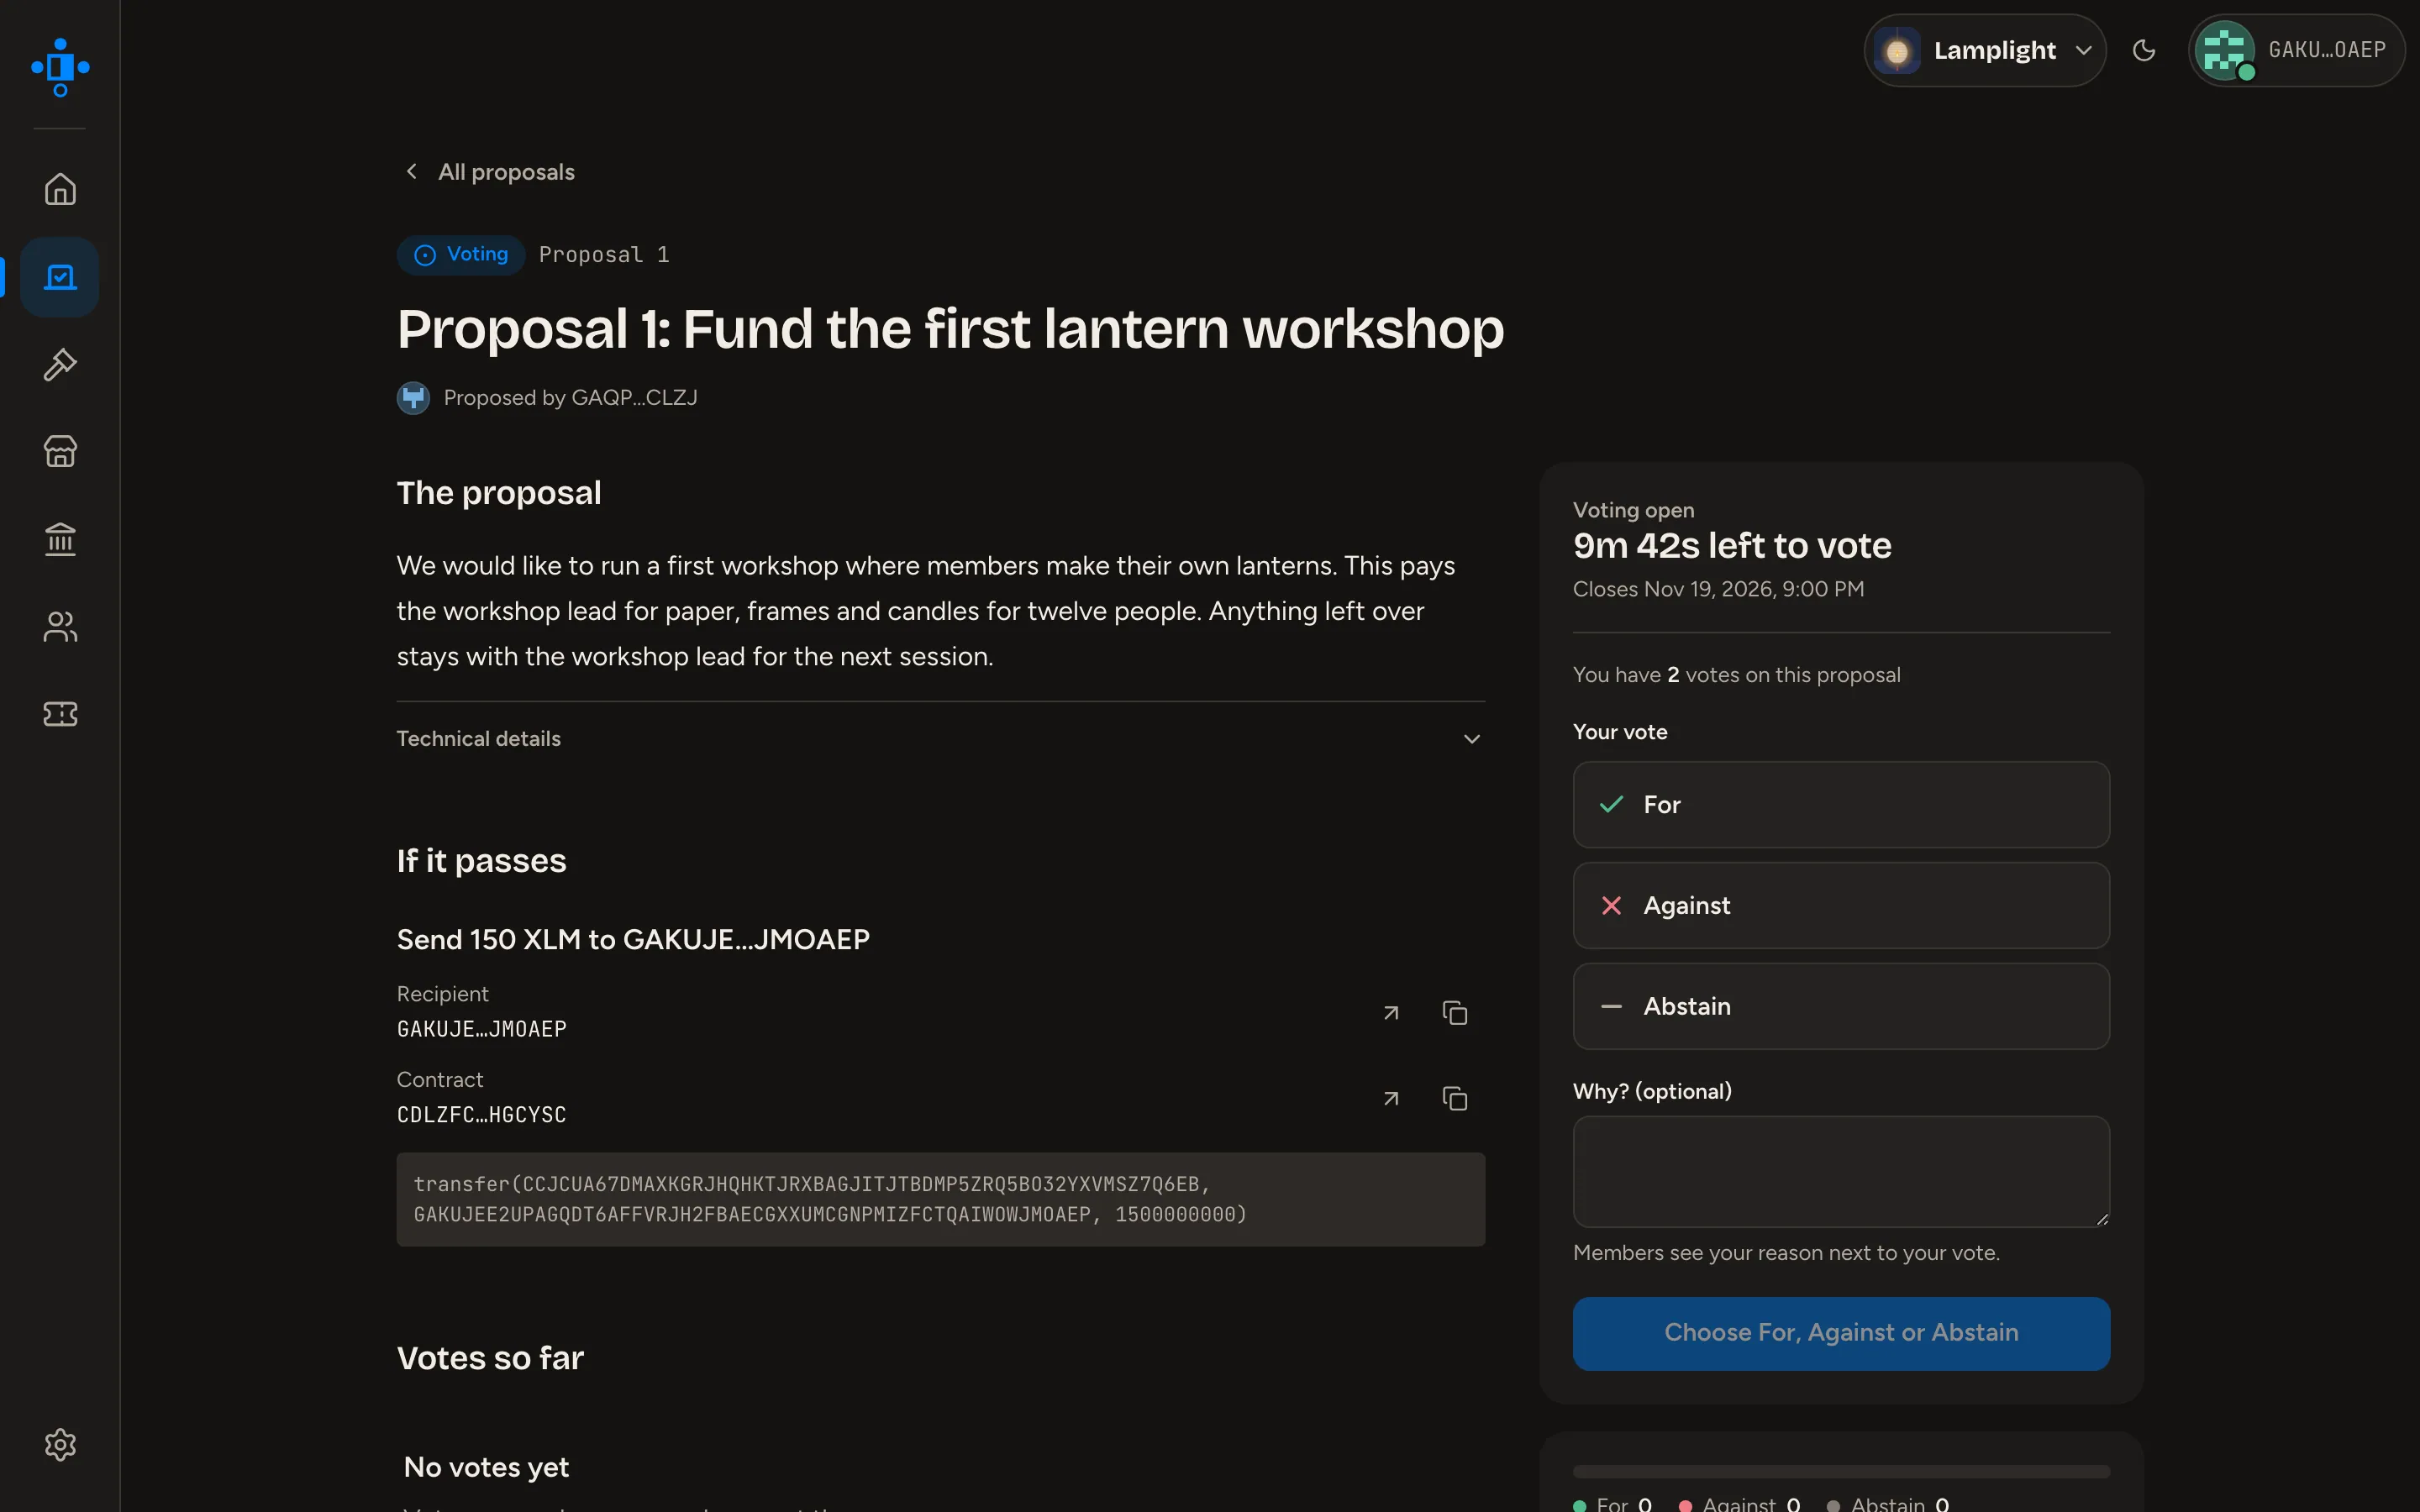 Lamplight
GAKU...OAEP
All proposals
Voting
Proposal 1
Proposal 1: Fund the first lantern workshop
Proposed by GAQP...CLZJ
The proposal
We would like to run a first workshop where members make their own lanterns. This pays
the workshop lead for paper, frames and candles for twelve people. Anything left over
stays with the workshop lead for the next session.
Technical details
If it passes
Send 150 XLM to GAKUJE...JMOAEP
Recipient
GAKUJE…JMOAEP
Contract
CDLZFC…HGCYSC
transfer(CCJCUA67DMAXKGRJHQHKTJRXBAGJITJTBDMP5ZRQ5BO32YXVMSZ7Q6EB,
GAKUJEE2UPAGQDT6AFFVRJH2FBAECGXXUMCGNPMIZFCTQAIWOWJMOAEP, 1500000000)
Votes so far
No votes yet
Voting open
9m 42s left to vote
Closes Nov 19, 2026, 9:00 PM
You have 2 votes on this proposal
Your vote
For
Against
Abstain
Why? (optional)
Members see your reason next to your vote.
Choose For, Against or Abstain
For 0 Against 0 Abstain 0